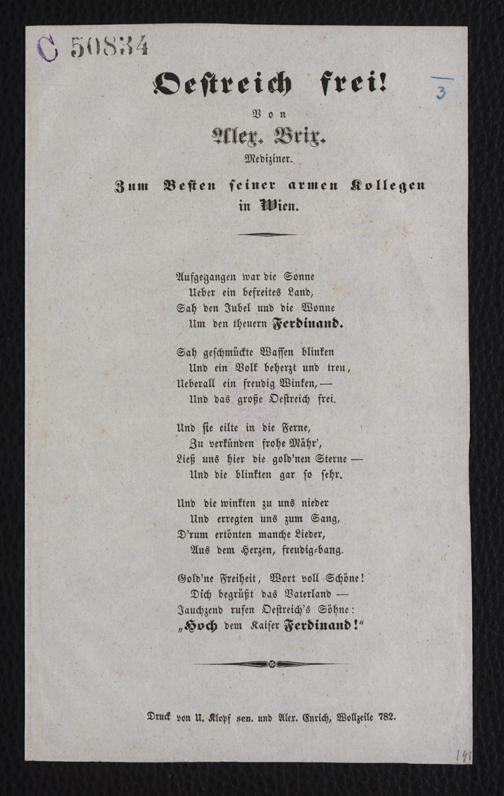 C 50834
3
Oestreich frei!
Von
Alex. Brix.
Mediziner.
Zum Besten seiner armen Kollegen
in Wien.
Aufgegangen war die Sonne
Ueber ein befreites Land,
Sah den Jubel und die Wonne
Um den theuern Ferdinand.
Sah geschmückte Waffen blinken
Und ein Volk beherzt und treu,
Ueberall ein freudig Winken, —
Und das große Oestreich frei.
Und sie eilte in die Ferne,
Zu verkünden frohe Mähr',
Ließ uns hier die gold'nen Sterne —
Und die blinkten gar so sehr.
Und die winkten zu uns nieder
Und erregten uns zum Sang,
D'rum ertönten manche Lieder,
Aus dem Herzen, freudig-bang.
Gold'ne Freiheit, Wort voll Schöne!
Dich begrüßt das Vaterland —
Jauchzend rufen Oestreich's Söhne:
„Hoch dem Kaiser Ferdinand!"
Druck von U. Klopf sen. und Alex. Eurich, Wollzeile 782.